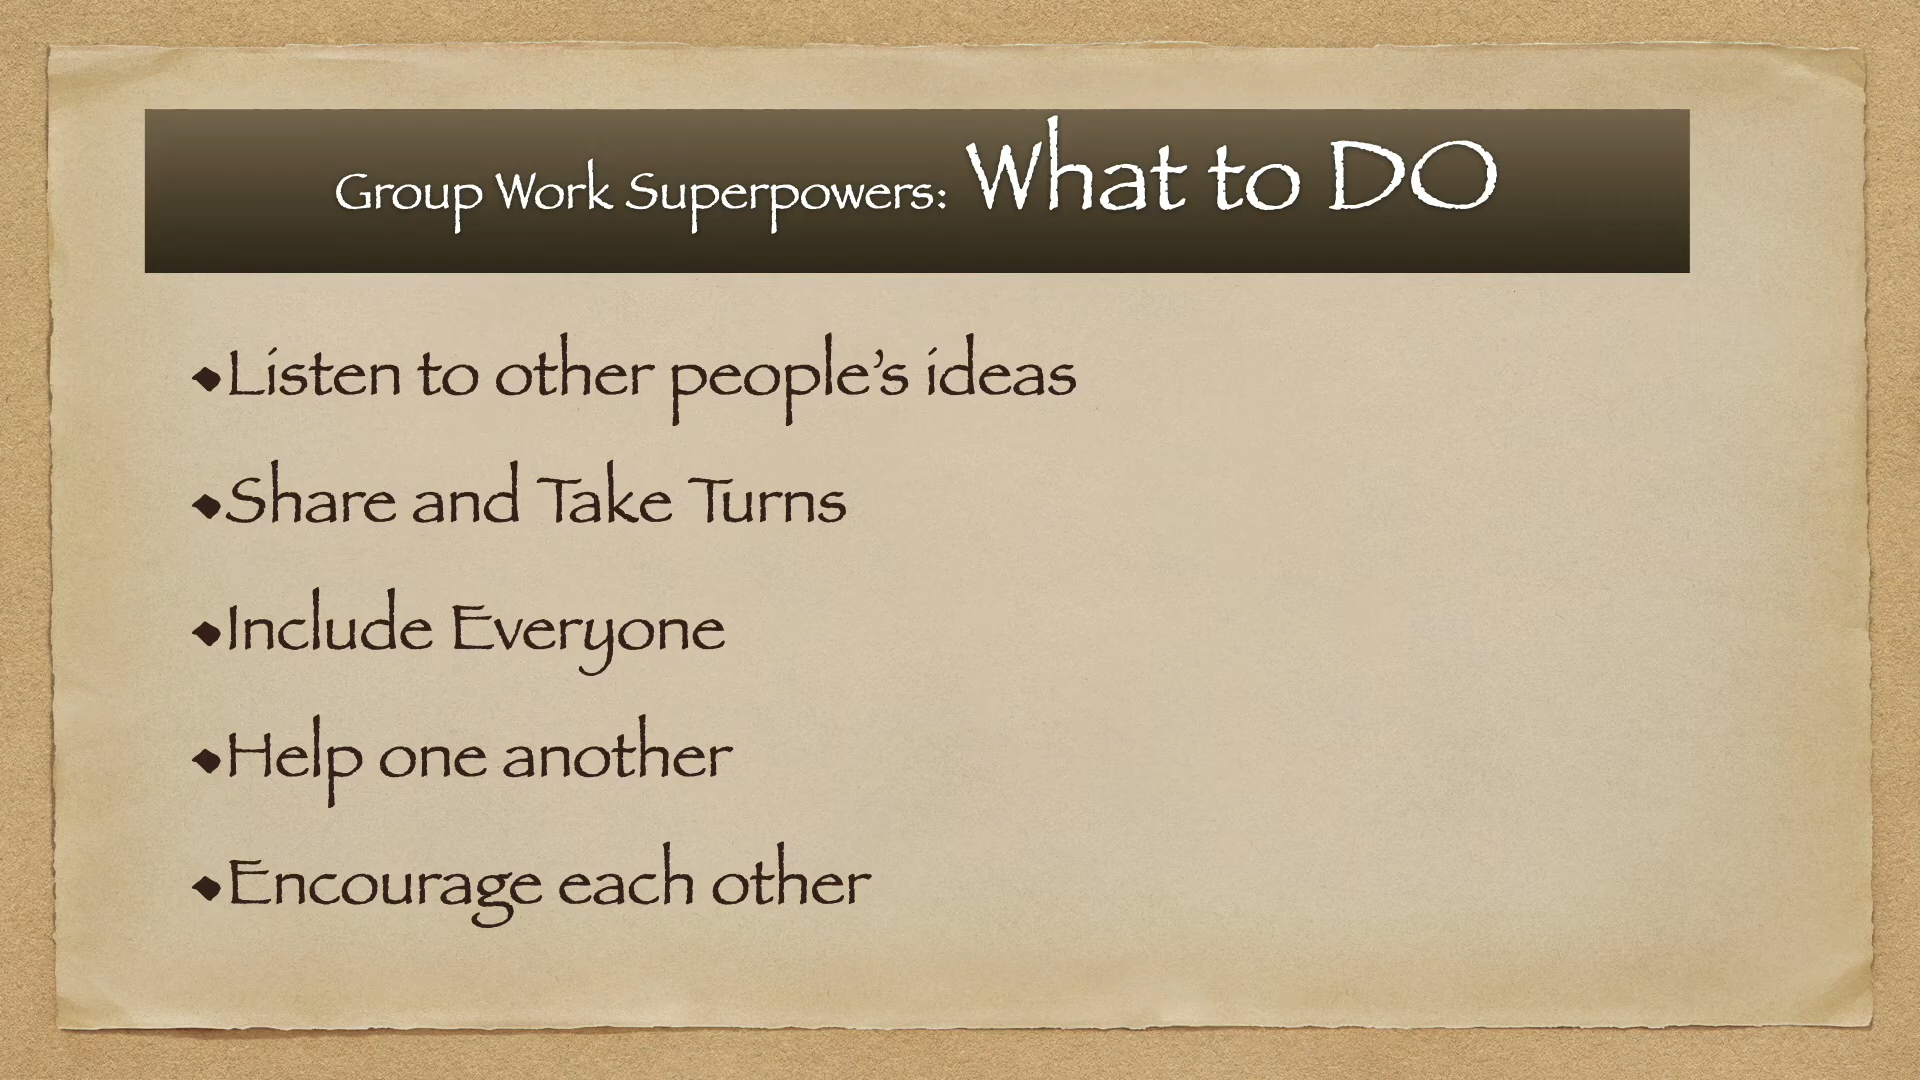 Group Work Superpowers: What to DO
Listen to other people's ideas
Share and Take Turns
Include Everyone
Help one another
Encourage each other